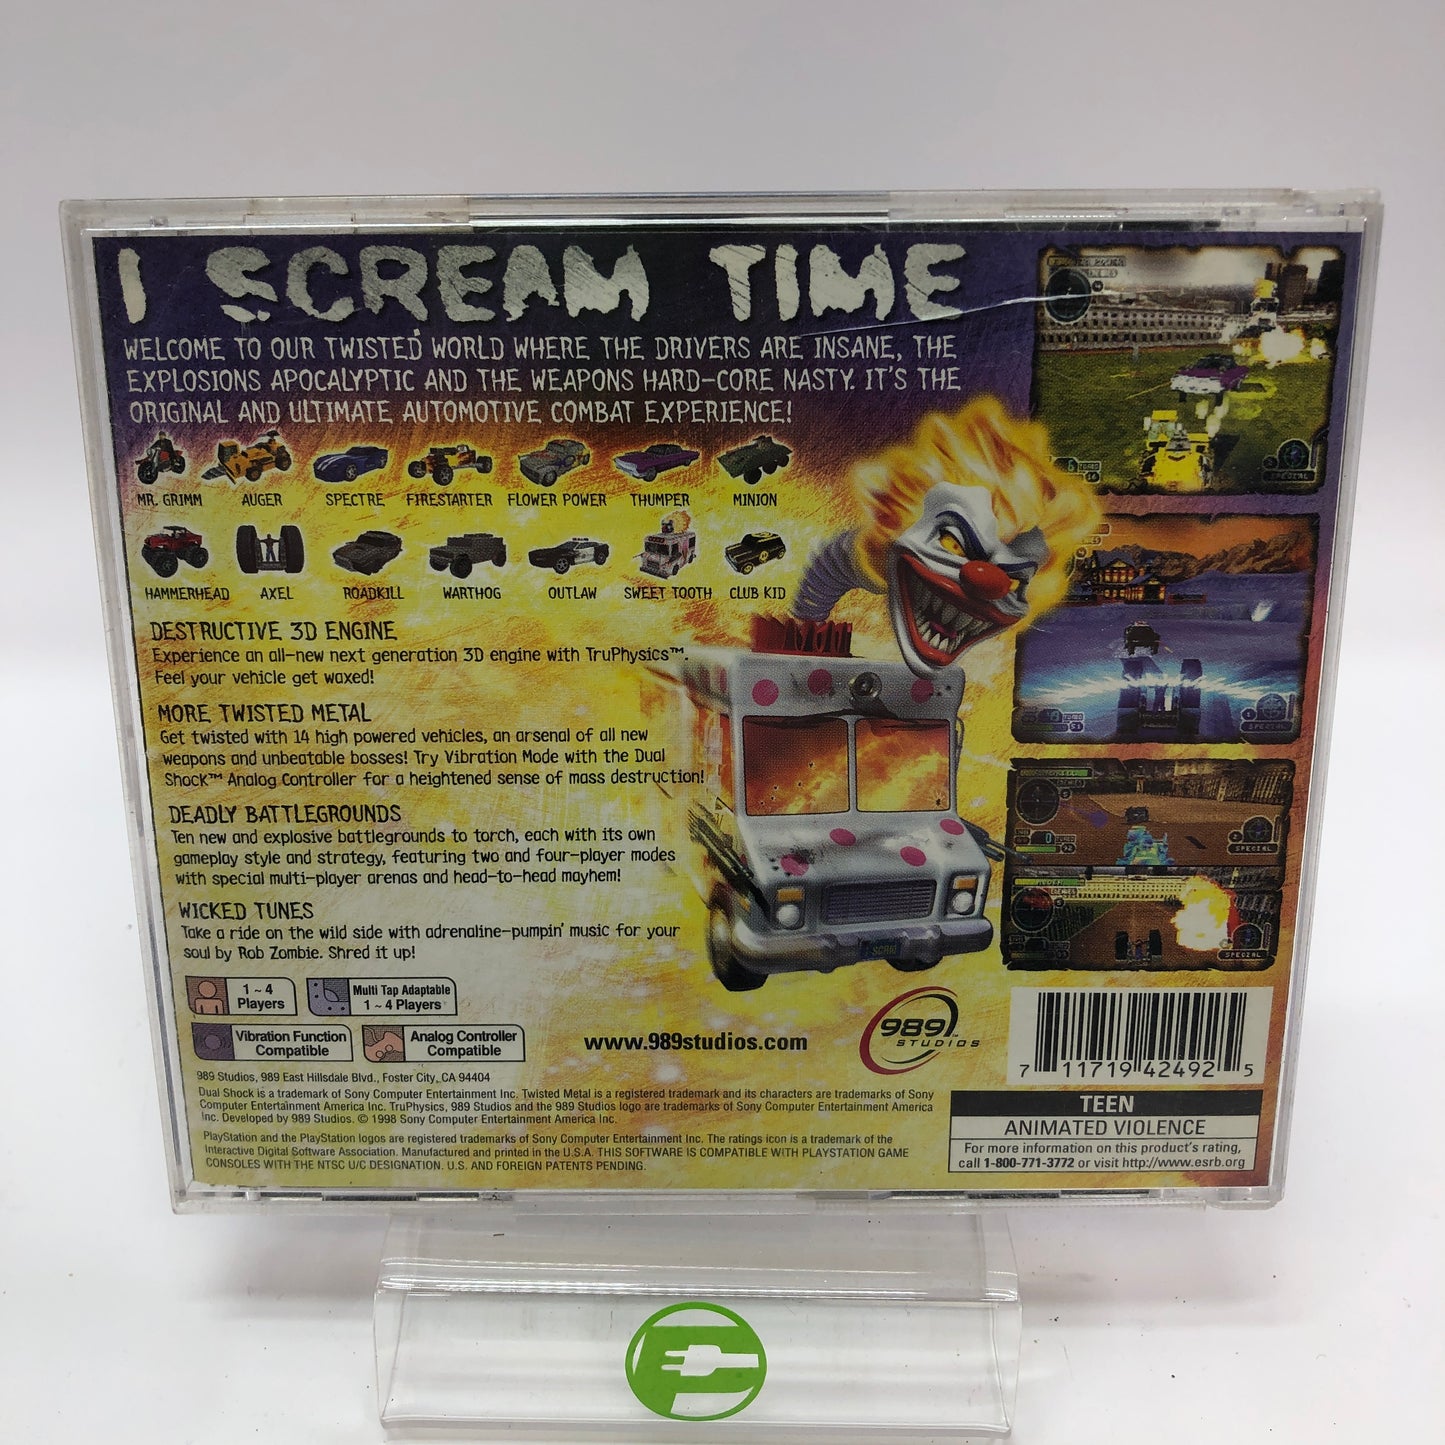 I SCREAM TIME
WELCOME TO OUR TWISTED WORLD WHERE THE DRIVERS ARE INSANE, THE
EXPLOSIONS APOCALYPTIC AND THE WEAPONS HARD-CORE NASTY. IT'S THE
ORIGINAL AND ULTIMATE AUTOMOTIVE COMBAT EXPERIENCE!
MR. GRIMM AUGER SPECTRE FIRESTARTER FLOWER POWER THUMPER MINION
HAMMERHEAD AXEL ROADKILL WARTHOG OUTLAW SWEET TOOTH CLUB KID
DESTRUCTIVE 3D ENGINE
Experience an all-new next generation 3D engine with TruPhysics™.
Feel your vehicle get waxed!
MORE TWISTED METAL
Get twisted with 14 high powered vehicles, an arsenal of all new
weapons and unbeatable bosses! Try Vibration Mode with the Dual
Shock™ Analog Controller for a heightened sense of mass destruction!
DEADLY BATTLEGROUNDS
Ten new and explosive battlegrounds to torch, each with its own
gameplay style and strategy, featuring two and four-player modes
with special multi-player arenas and head-to-head mayhem!
WICKED TUNES
Take a ride on the wild side with adrenaline-pumpin' music for your
soul by Rob Zombie. Shred it up!
1 ~ 4
Players
Multi Tap Adaptable
1 ~ 4 Players
Vibration Function
Compatible
Analog Controller
Compatible
www.989studios.com
989™
STUDIOS
SPECIAL
SPECIAL
SPECIAL
SPECIAL
7 11719 42492 5
989 Studios, 989 East Hillsdale Blvd., Foster City, CA 94404
Dual Shock is a trademark of Sony Computer Entertainment Inc. Twisted Metal is a registered trademark and its characters are trademarks of Sony
Computer Entertainment America Inc. TruPhysics, 989 Studios and the 989 Studios logo are trademarks of Sony Computer Entertainment America
Inc. Developed by 989 Studios. © 1998 Sony Computer Entertainment America Inc.
PlayStation and the PlayStation logos are registered trademarks of Sony Computer Entertainment Inc. The ratings icon is a trademark of the
Interactive Digital Software Association. Manufactured and printed in the U.S.A. THIS SOFTWARE IS COMPATIBLE WITH PLAYSTATION GAME
CONSOLES WITH THE NTSC U/C DESIGNATION. U.S. AND FOREIGN PATENTS PENDING.
TEEN
ANIMATED VIOLENCE
For more information on this product's rating,
call 1-800-771-3772 or visit http://www.esrb.org